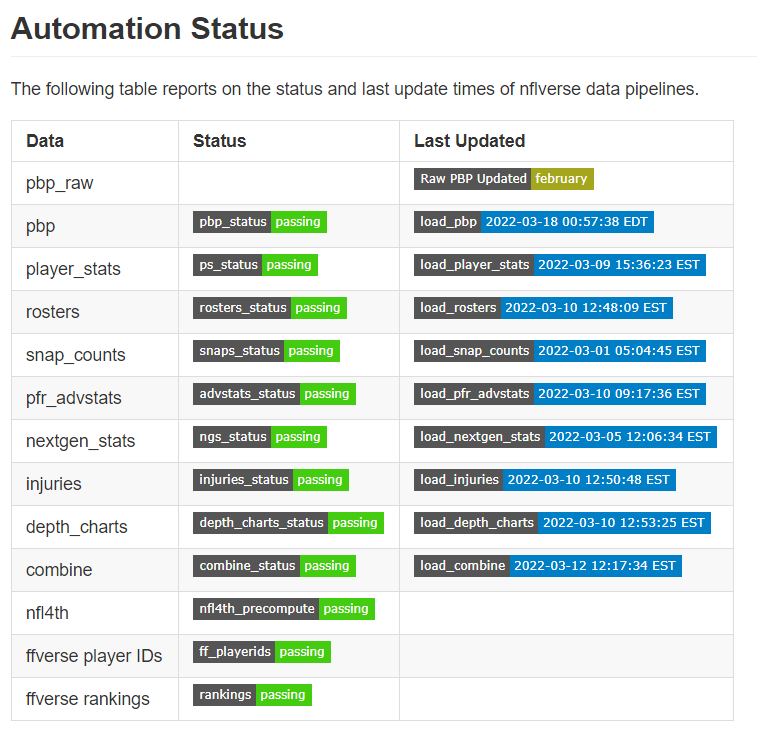 Automation Status
The following table reports on the status and last update times of nflverse data pipelines.
Data Status Last Updated
pbp_raw Raw PBP Updated february
pbp pbp_status passing load_pbp 2022-03-18 00:57:38 EDT
player_stats ps_status passing load_player_stats 2022-03-09 15:36:23 EST
rosters rosters_status passing load_rosters 2022-03-10 12:48:09 EST
snap_counts snaps_status passing load_snap_counts 2022-03-01 05:04:45 EST
pfr_advstats advstats_status passing load_pfr_advstats 2022-03-10 09:17:36 EST
nextgen_stats ngs_status passing load_nextgen_stats 2022-03-05 12:06:34 EST
injuries injuries_status passing load_injuries 2022-03-10 12:50:48 EST
depth_charts depth_charts_status passing load_depth_charts 2022-03-10 12:53:25 EST
combine combine_status passing load_combine 2022-03-12 12:17:34 EST
nfl4th nfl4th_precompute passing
ffverse player IDs ff_playerids passing
ffverse rankings rankings passing